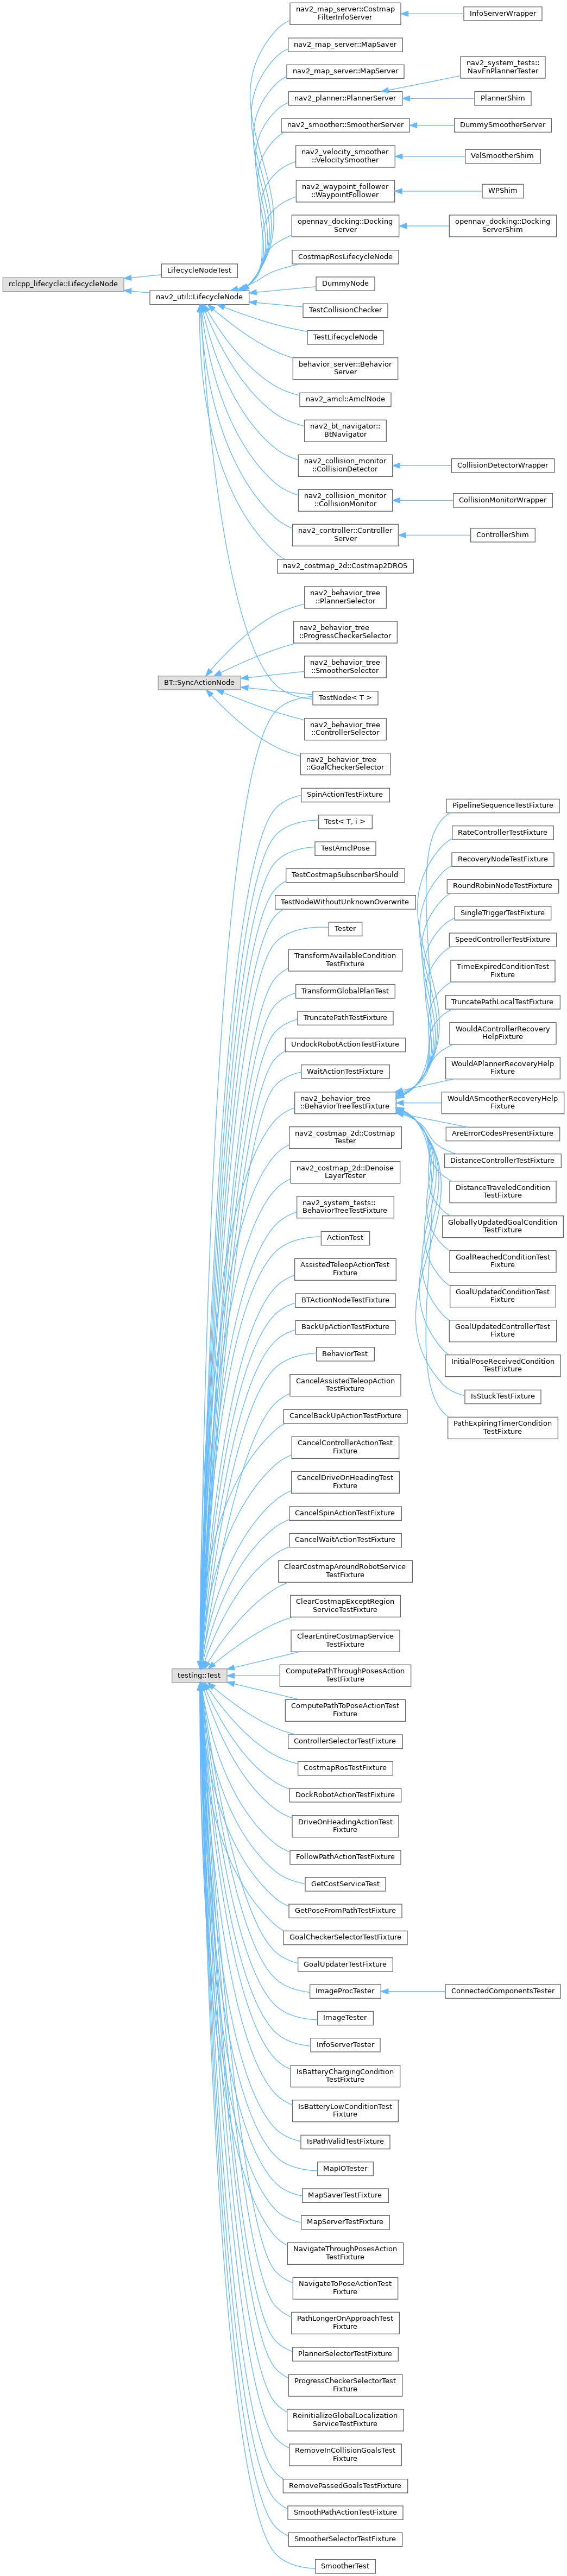 nav2_map_server::Costmap
FilterInfoServer
InfoServerWrapper
nav2_map_server::MapSaver
nav2_map_server::MapServer
nav2_system_tests::
NavFnPlannerTester
nav2_planner::PlannerServer
PlannerShim
nav2_smoother::SmootherServer
DummySmootherServer
nav2_velocity_smoother
::VelocitySmoother
VelSmootherShim
nav2_waypoint_follower
::WaypointFollower
WPShim
opennav_docking::Docking
Server
opennav_docking::Docking
ServerShim
CostmapRosLifecycleNode
LifecycleNodeTest
rclcpp_lifecycle::LifecycleNode
nav2_util::LifecycleNode
DummyNode
TestCollisionChecker
TestLifecycleNode
behavior_server::Behavior
Server
nav2_amcl::AmclNode
nav2_bt_navigator::
BtNavigator
nav2_collision_monitor
::CollisionDetector
CollisionDetectorWrapper
nav2_collision_monitor
::CollisionMonitor
CollisionMonitorWrapper
nav2_controller::Controller
Server
ControllerShim
nav2_costmap_2d::Costmap2DROS
nav2_behavior_tree
::PlannerSelector
nav2_behavior_tree
::ProgressCheckerSelector
nav2_behavior_tree
::SmootherSelector
BT::SyncActionNode
TestNode< T >
nav2_behavior_tree
::ControllerSelector
nav2_behavior_tree
::GoalCheckerSelector
SpinActionTestFixture
Test< T, i >
TestAmclPose
TestCostmapSubscriberShould
TestNodeWithoutUnknownOverwrite
Tester
TransformAvailableCondition
TestFixture
TransformGlobalPlanTest
TruncatePathTestFixture
UndockRobotActionTestFixture
WaitActionTestFixture
nav2_behavior_tree
::BehaviorTreeTestFixture
PipelineSequenceTestFixture
RateControllerTestFixture
RecoveryNodeTestFixture
RoundRobinNodeTestFixture
SingleTriggerTestFixture
SpeedControllerTestFixture
TimeExpiredConditionTest
Fixture
TruncatePathLocalTestFixture
WouldAControllerRecovery
HelpFixture
WouldAPlannerRecoveryHelp
Fixture
WouldASmootherRecoveryHelp
Fixture
AreErrorCodesPresentFixture
DistanceControllerTestFixture
DistanceTraveledCondition
TestFixture
GloballyUpdatedGoalCondition
TestFixture
GoalReachedConditionTest
Fixture
GoalUpdatedConditionTest
Fixture
GoalUpdatedControllerTest
Fixture
InitialPoseReceivedCondition
TestFixture
IsStuckTestFixture
PathExpiringTimerCondition
TestFixture
nav2_costmap_2d::Costmap
Tester
nav2_costmap_2d::Denoise
LayerTester
nav2_system_tests::
BehaviorTreeTestFixture
ActionTest
AssistedTeleopActionTest
Fixture
BTActionNodeTestFixture
BackUpActionTestFixture
BehaviorTest
CancelAssistedTeleopAction
TestFixture
CancelBackUpActionTestFixture
CancelControllerActionTest
Fixture
CancelDriveOnHeadingTest
Fixture
CancelSpinActionTestFixture
CancelWaitActionTestFixture
ClearCostmapAroundRobotService
TestFixture
ClearCostmapExceptRegion
ServiceTestFixture
ClearEntireCostmapService
TestFixture
testing::Test
ComputePathThroughPosesAction
TestFixture
ComputePathToPoseActionTest
Fixture
ControllerSelectorTestFixture
CostmapRosTestFixture
DockRobotActionTestFixture
DriveOnHeadingActionTest
Fixture
FollowPathActionTestFixture
GetCostServiceTest
GetPoseFromPathTestFixture
GoalCheckerSelectorTestFixture
GoalUpdaterTestFixture
ImageProcTester
ConnectedComponentsTester
ImageTester
InfoServerTester
IsBatteryChargingCondition
TestFixture
IsBatteryLowConditionTest
Fixture
IsPathValidTestFixture
MapIOTester
MapSaverTestFixture
MapServerTestFixture
NavigateThroughPosesAction
TestFixture
NavigateToPoseActionTest
Fixture
PathLongerOnApproachTest
Fixture
PlannerSelectorTestFixture
ProgressCheckerSelectorTest
Fixture
ReinitializeGlobalLocalization
ServiceTestFixture
RemoveInCollisionGoalsTest
Fixture
RemovePassedGoalsTestFixture
SmoothPathActionTestFixture
SmootherSelectorTestFixture
SmootherTest